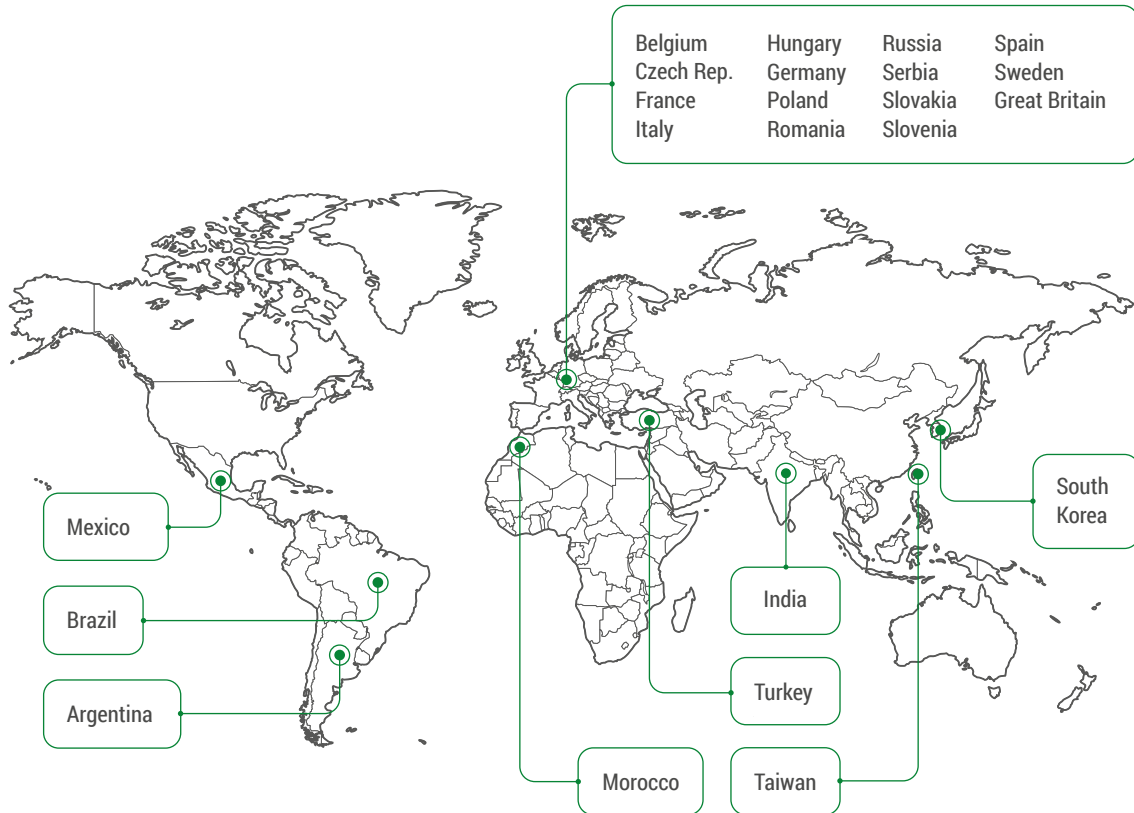 Belgium
Czech Rep.
France
Italy
Hungary
Germany
Poland
Romania
Russia
Serbia
Slovakia
Slovenia
Spain
Sweden
Great Britain
Mexico
Brazil
Argentina
South
Korea
India
Turkey
Morocco
Taiwan